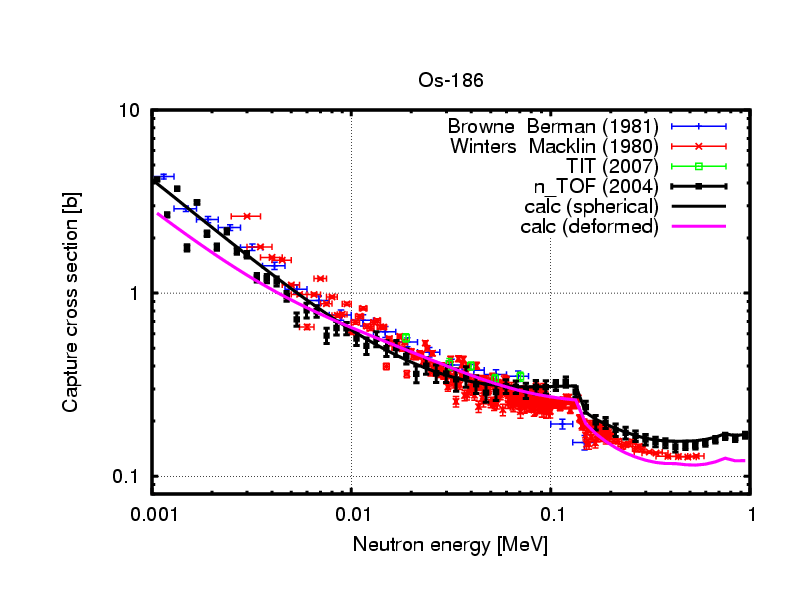 Os-186
10
1
0.1
Capture cross section [b]
Browne  Berman (1981)
Winters  Macklin (1980)
TIT (2007)
n_TOF (2004)
calc (spherical)
calc (deformed)
0.001 0.01 0.1 1
Neutron energy [MeV]